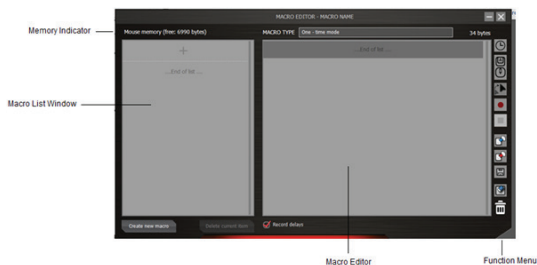 MACRO EDITOR - MACRO NAME
Memory Indicator
Mouse memory (free: 6990 bytes)
MACRO TYPE
One - time mode
34 bytes
....End of list ....
....End of list ....
Macro List Window
Create new macro
Delete current item
Record delays
Macro Editor
Function Menu